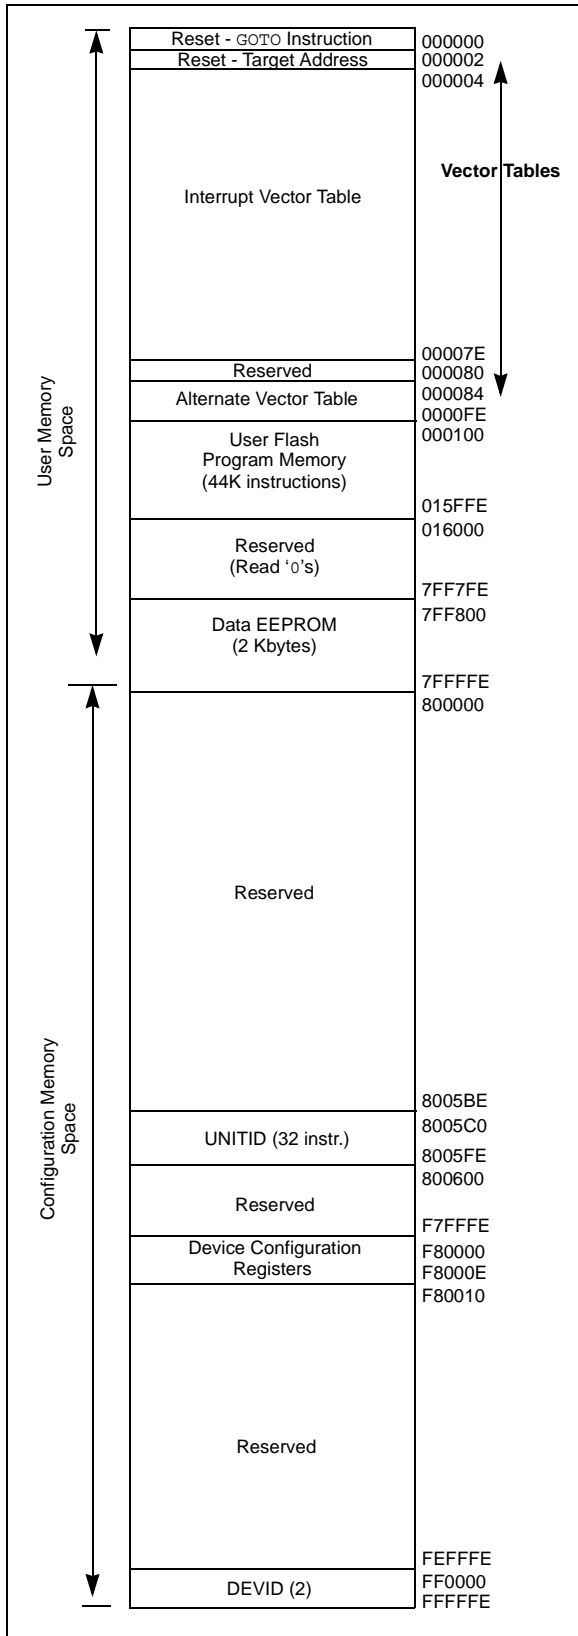 Reset - GOTO Instruction
000000
Reset - Target Address
000002
000004
Vector Tables
Interrupt Vector Table
00007E
Reserved
000080
Alternate Vector Table
000084
0000FE
User Flash
Program Memory
(44K instructions)
000100
015FFE
Reserved
(Read ‘0’s)
016000
7FF7FE
Data EEPROM
(2 Kbytes)
7FF800
7FFFFE
User Memory
Space
800000
Reserved
8005BE
UNITID (32 instr.)
8005C0
8005FE
800600
Reserved
F7FFFE
Device Configuration
Registers
F80000
F8000E
F80010
Reserved
FEFFFE
DEVID (2)
FF0000
FFFFFE
Configuration Memory
Space